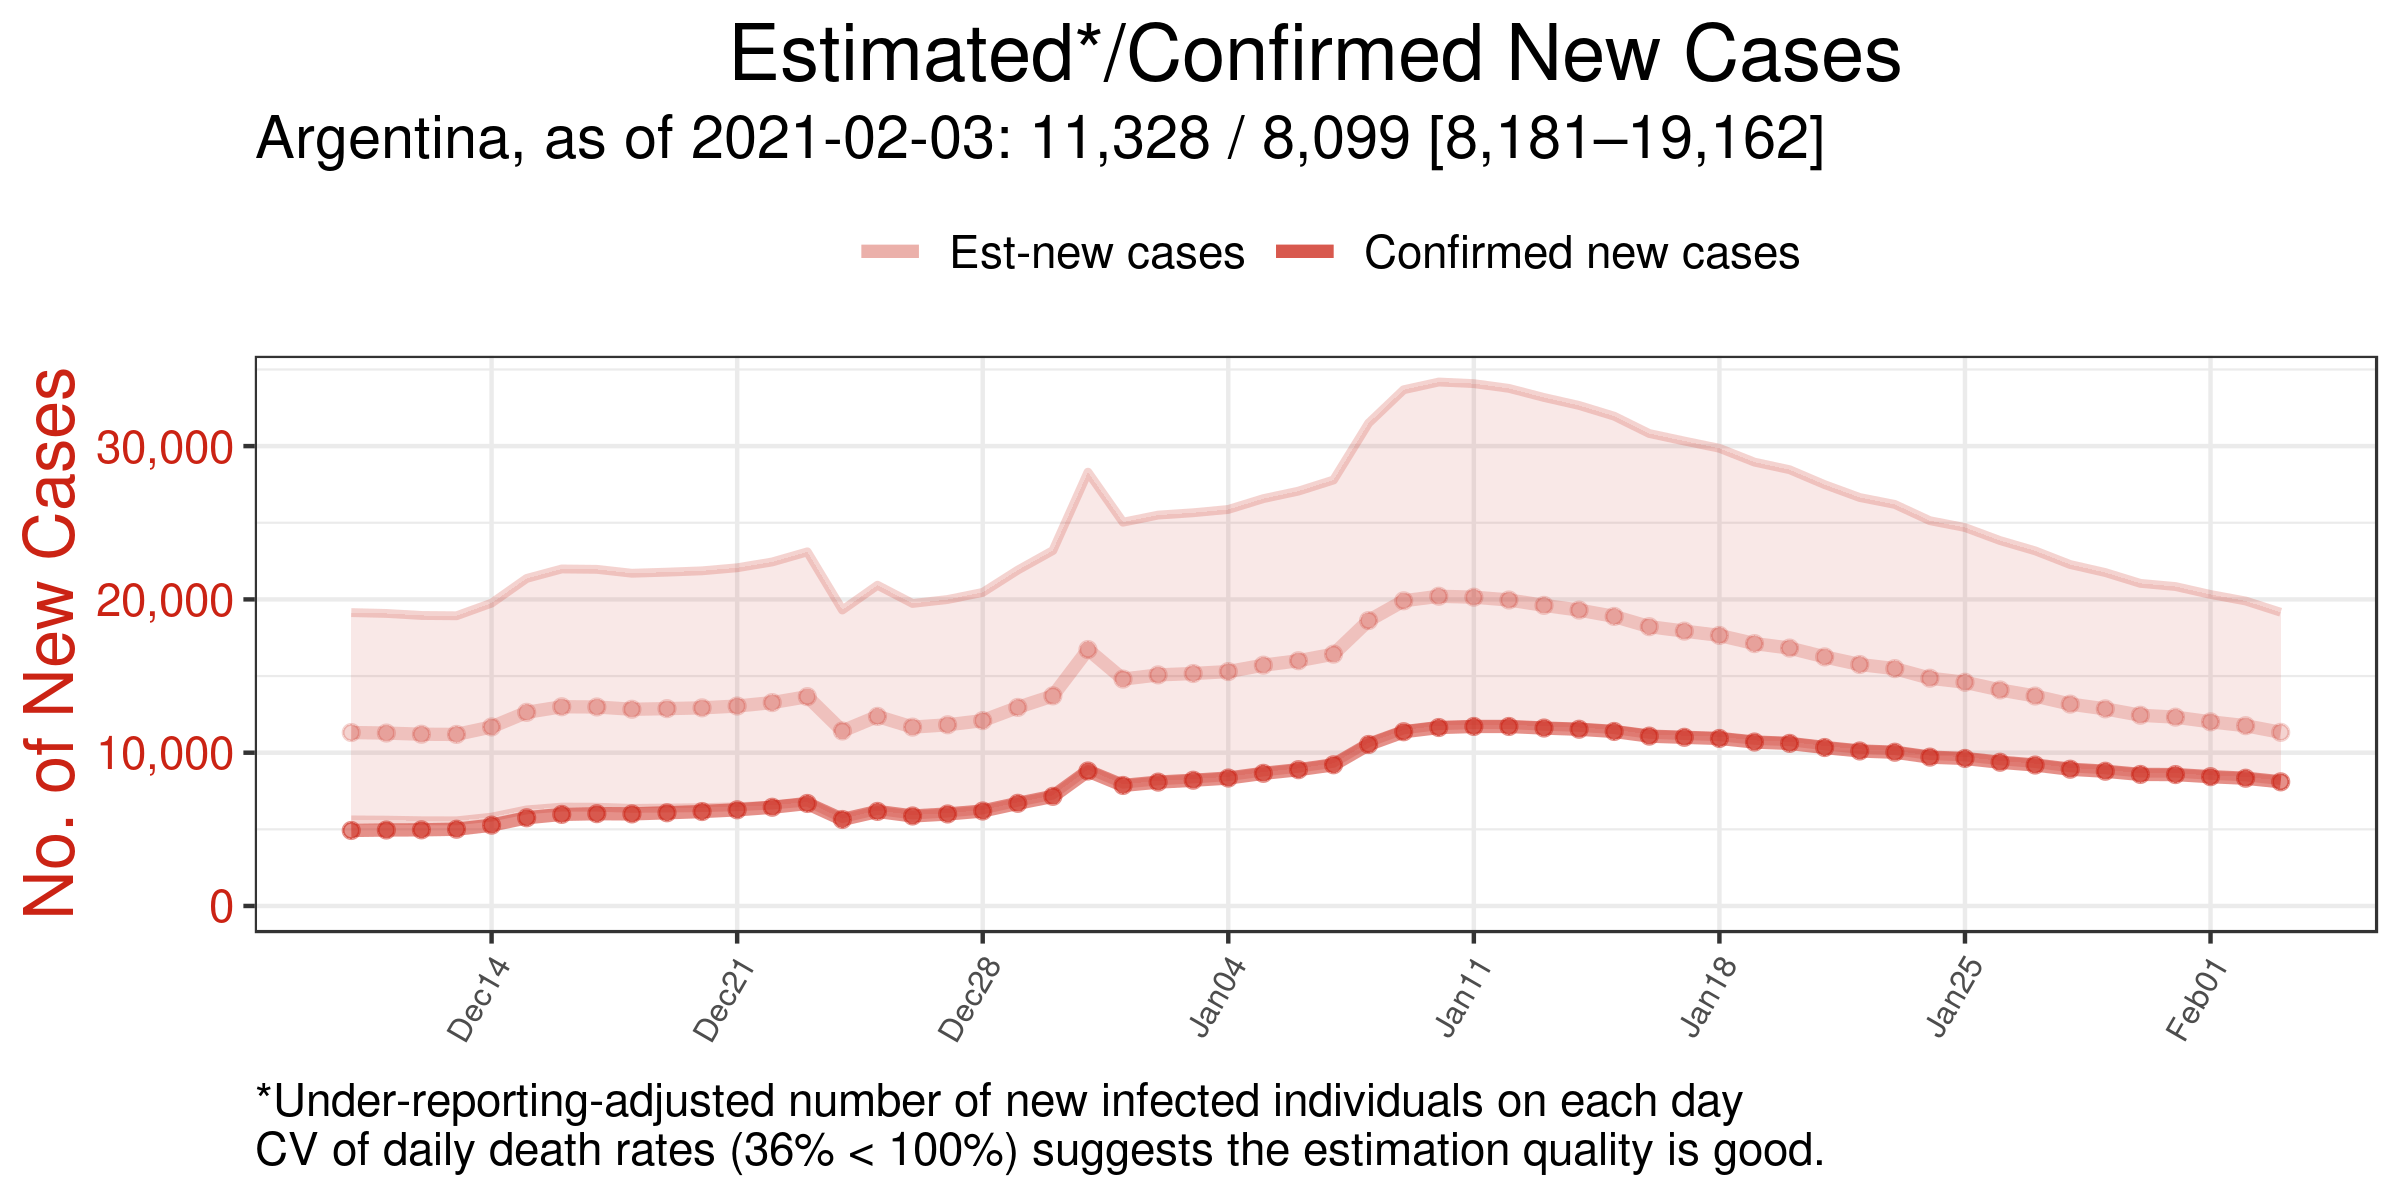 Estimated*/Confirmed New Cases
Argentina, as of 2021-02-03: 11,328 / 8,099 [8,181–19,162]
Est-new cases
Confirmed new cases
No. of New Cases
30,000
20,000
10,000
0
Dec14
Dec21
Dec28
Jan04
Jan11
Jan18
Jan25
Feb01
*Under-reporting-adjusted number of new infected individuals on each day
CV of daily death rates (36% < 100%) suggests the estimation quality is good.